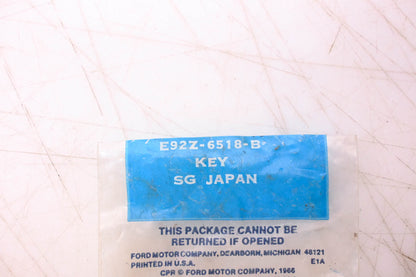 E92Z-6518-B
KEY
SG JAPAN
THIS PACKAGE CANNOT BE
RETURNED IF OPENED
FORD MOTOR COMPANY, DEARBORN, MICHIGAN 48121
PRINTED IN U.S.A. E1A
CPR © FORD MOTOR COMPANY, 1966